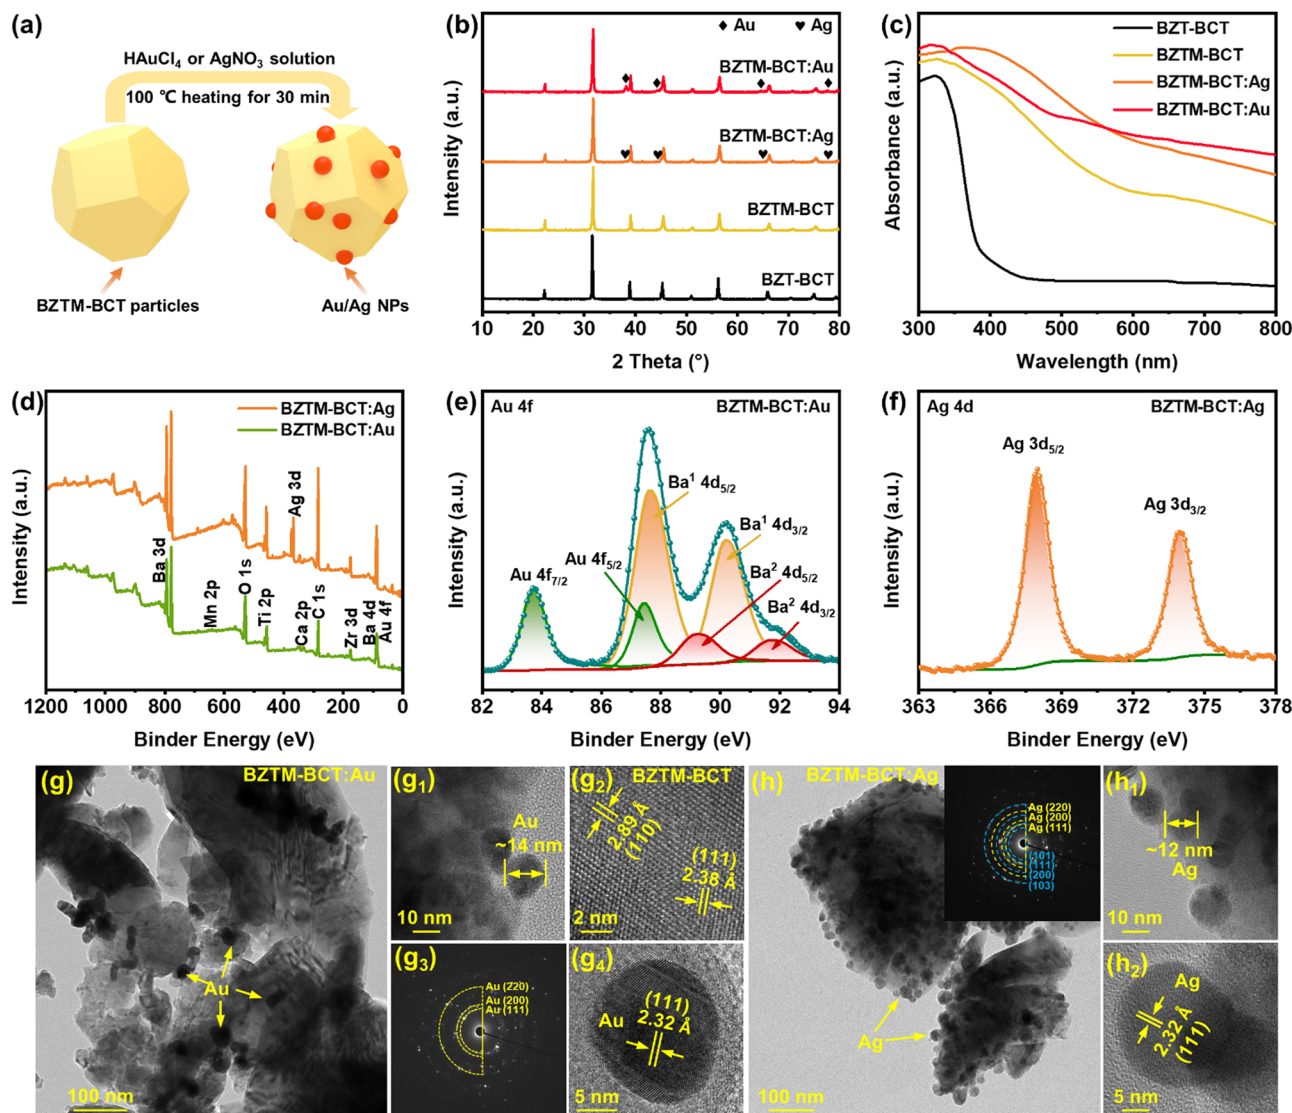 (a)
HAuCl4 or AgNO3 solution
100 ℃ heating for 30 min
BZTM-BCT particles
Au/Ag NPs
(b)
Intensity (a.u.)
♦ Au ♥ Ag
BZTM-BCT:Au
BZTM-BCT:Ag
BZTM-BCT
BZT-BCT
10 20 30 40 50 60 70 80
2 Theta (°)
(c)
Absorbance (a.u.)
BZT-BCT
BZTM-BCT
BZTM-BCT:Ag
BZTM-BCT:Au
300 400 500 600 700 800
Wavelength (nm)
(d)
Intensity (a.u.)
BZTM-BCT:Ag
BZTM-BCT:Au
Ba 3d
Mn 2p
O 1s
Ti 2p
Ag 3d
Ca 2p
C 1s
Zr 3d
Ba 4d
Au 4f
1200 1000 800 600 400 200 0
Binder Energy (eV)
(e)
Au 4f
BZTM-BCT:Au
Intensity (a.u.)
Au 4f7/2
Au 4f5/2
Ba1 4d5/2
Ba1 4d3/2
Ba2 4d5/2
Ba2 4d3/2
82 84 86 88 90 92 94
Binder Energy (eV)
(f)
Ag 4d
BZTM-BCT:Ag
Intensity (a.u.)
Ag 3d5/2
Ag 3d3/2
363 366 369 372 375 378
Binder Energy (eV)
(g)
BZTM-BCT:Au
Au
100 nm
(g1)
Au
~14 nm
10 nm
(g2)
BZTM-BCT
2.89 Å
(110)
(111)
2.38 Å
2 nm
(g3)
Au (220)
Au (200)
Au (111)
(g4)
(111)
2.32 Å
Au
5 nm
(h)
BZTM-BCT:Ag
Ag (220)
Ag (200)
Ag (111)
(101)
(111)
(200)
(103)
Ag
100 nm
(h1)
~12 nm
Ag
10 nm
(h2)
Ag
2.32 Å
(111)
5 nm